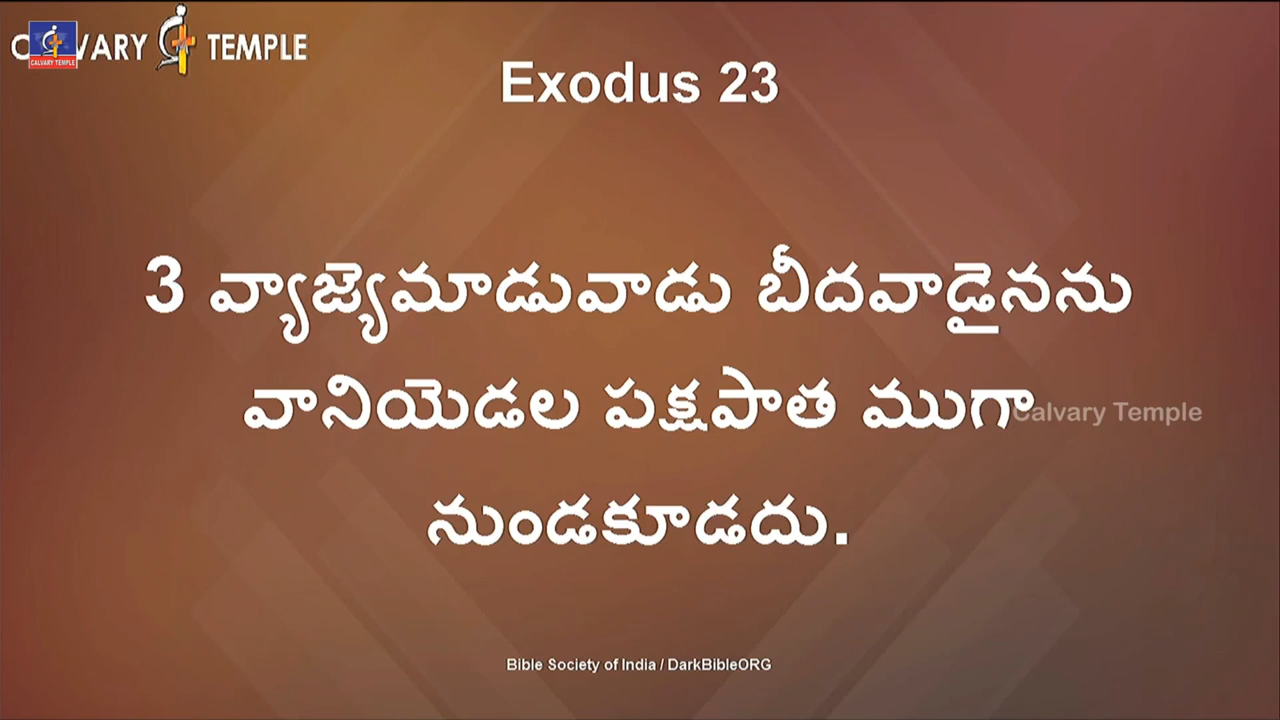 CALVARY TEMPLE
CALVARY TEMPLE
Exodus 23
3 వ్యాజ్యెమాడువాడు బీదవాడైనను
వానియెడల పక్షపాత ముగా
Calvary Temple
నుండకూడదు.
Bible Society of India / DarkBibleORG